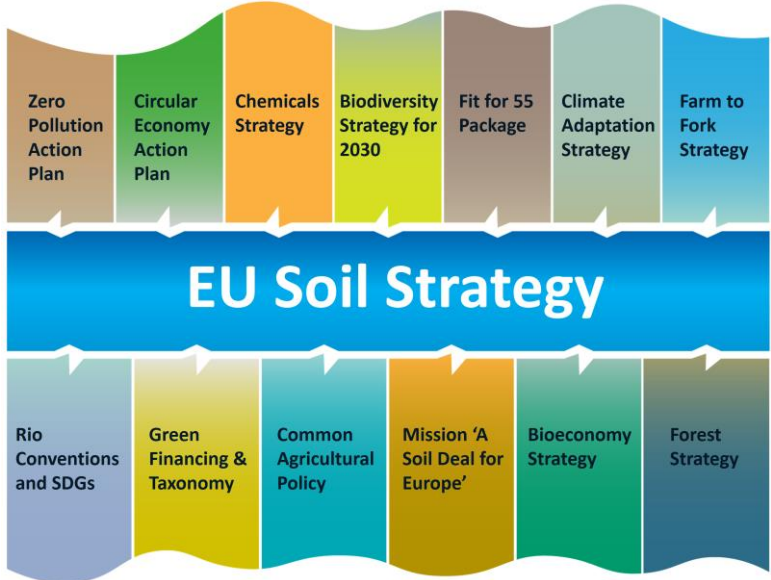 Zero
Pollution
Action
Plan
Circular
Economy
Action
Plan
Chemicals
Strategy
Biodiversity
Strategy for
2030
Fit for 55
Package
Climate
Adaptation
Strategy
Farm to
Fork
Strategy
EU Soil Strategy
Rio
Conventions
and SDGs
Green
Financing &
Taxonomy
Common
Agricultural
Policy
Mission ‘A
Soil Deal for
Europe’
Bioeconomy
Strategy
Forest
Strategy